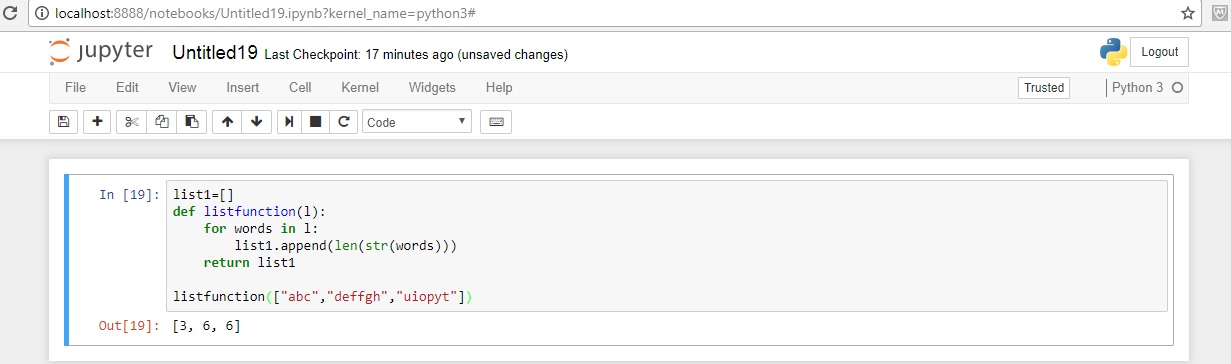 localhost:8888/notebooks/Untitled19.ipynb?kernel_name=python3#
jupyter Untitled19 Last Checkpoint: 17 minutes ago (unsaved changes) Logout
File Edit View Insert Cell Kernel Widgets Help Trusted Python 3
Code
In [19]: list1=[]
def listfunction(l):
    for words in l:
        list1.append(len(str(words)))
    return list1
listfunction(["abc","deffgh","uiopyt"])
Out[19]: [3, 6, 6]